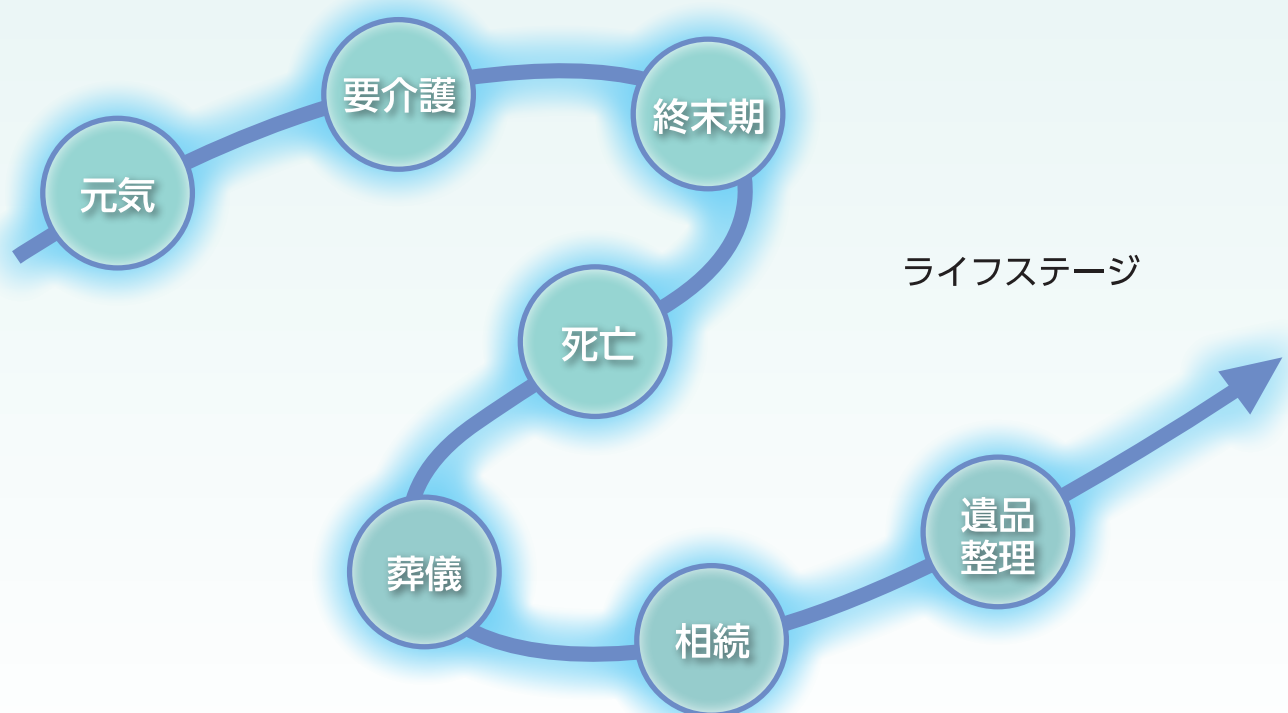 元気
要介護
終末期
死亡
葬儀
相続
遺品
整理
ライフステージ